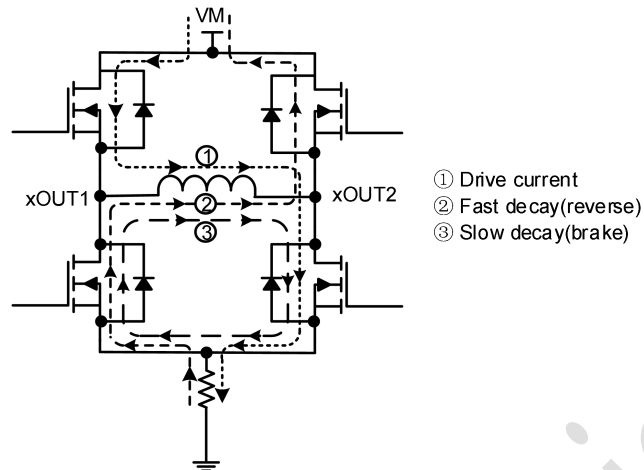 VM
①
xOUT1
xOUT2
②
③
① Drive current
② Fast decay(reverse)
③ Slow decay(brake)